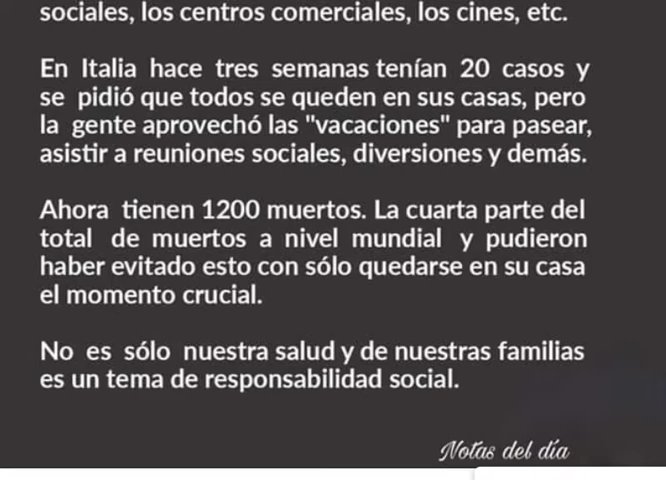 sociales, los centros comerciales, los cines, etc.
En Italia hace tres semanas tenían 20 casos y
se pidió que todos se queden en sus casas, pero
la gente aprovechó las "vacaciones" para pasear,
asistir a reuniones sociales, diversiones y demás.
Ahora tienen 1200 muertos. La cuarta parte del
total de muertos a nivel mundial y pudieron
haber evitado esto con sólo quedarse en su casa
el momento crucial.
No es sólo nuestra salud y de nuestras familias
es un tema de responsabilidad social.
Notas del día